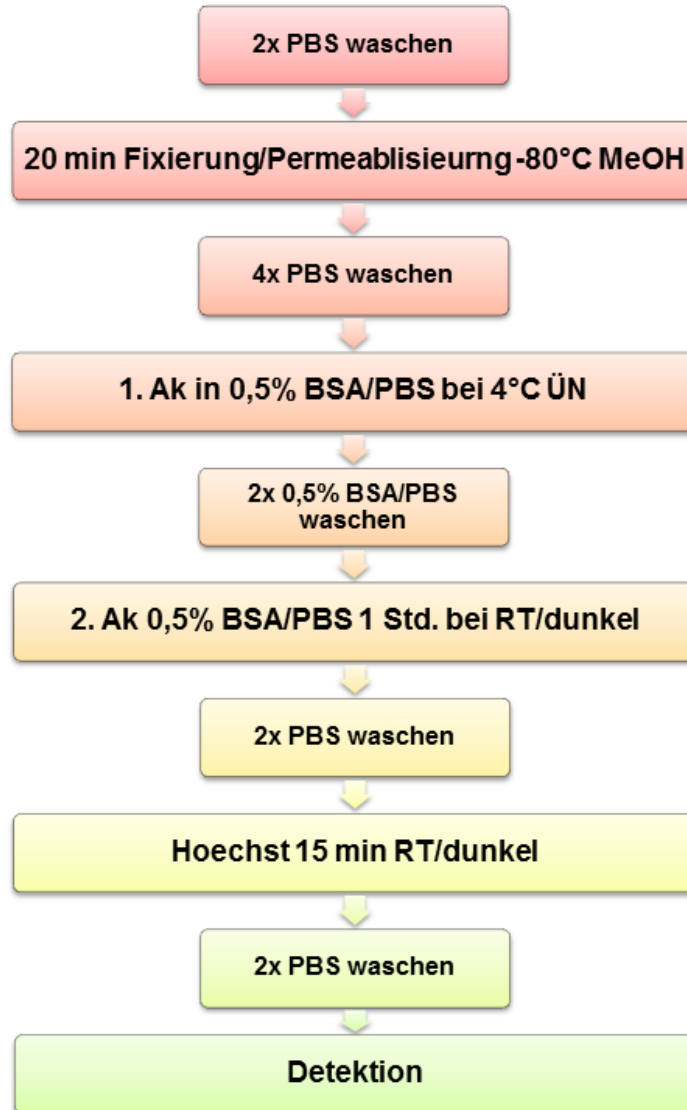 2x PBS waschen
20 min Fixierung/Permeablisieurng -80°C MeOH
4x PBS waschen
1. Ak in 0,5% BSA/PBS bei 4°C ÜN
2x 0,5% BSA/PBS
waschen
2. Ak 0,5% BSA/PBS 1 Std. bei RT/dunkel
2x PBS waschen
Hoechst 15 min RT/dunkel
2x PBS waschen
Detektion